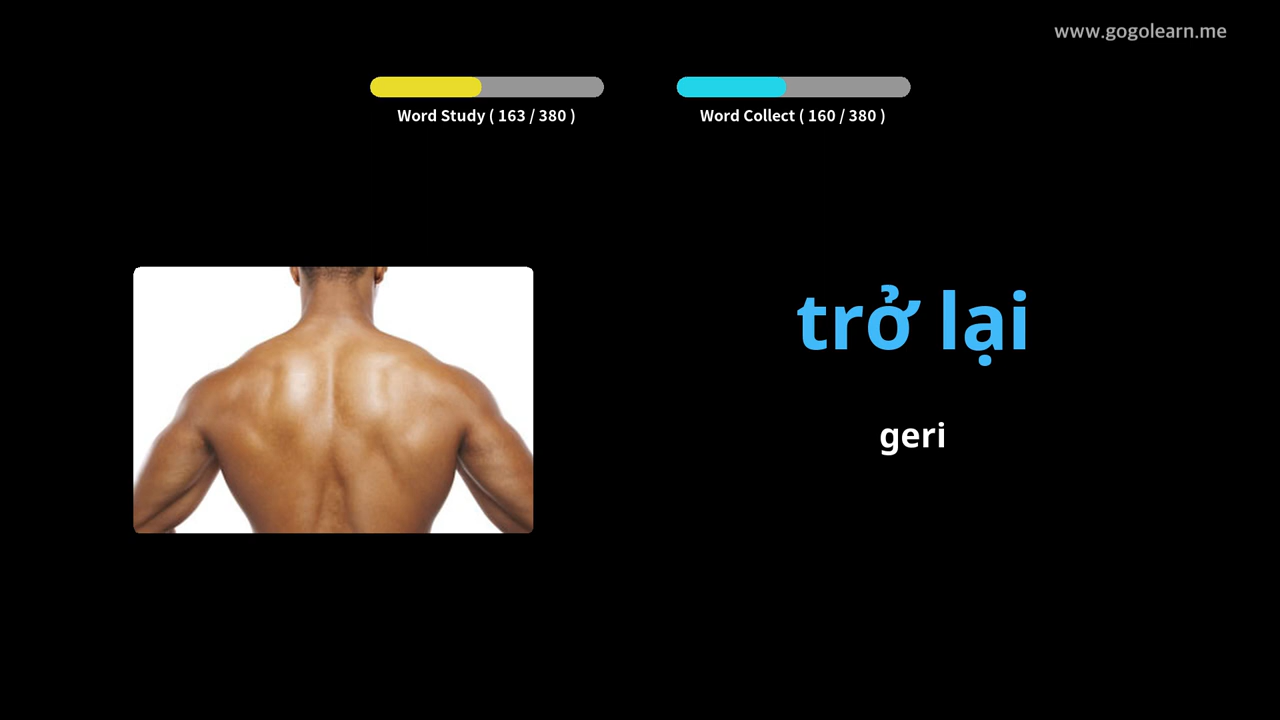 www.gogolearn.me
Word Study ( 163 / 380 )
Word Collect ( 160 / 380 )
trở lại
geri